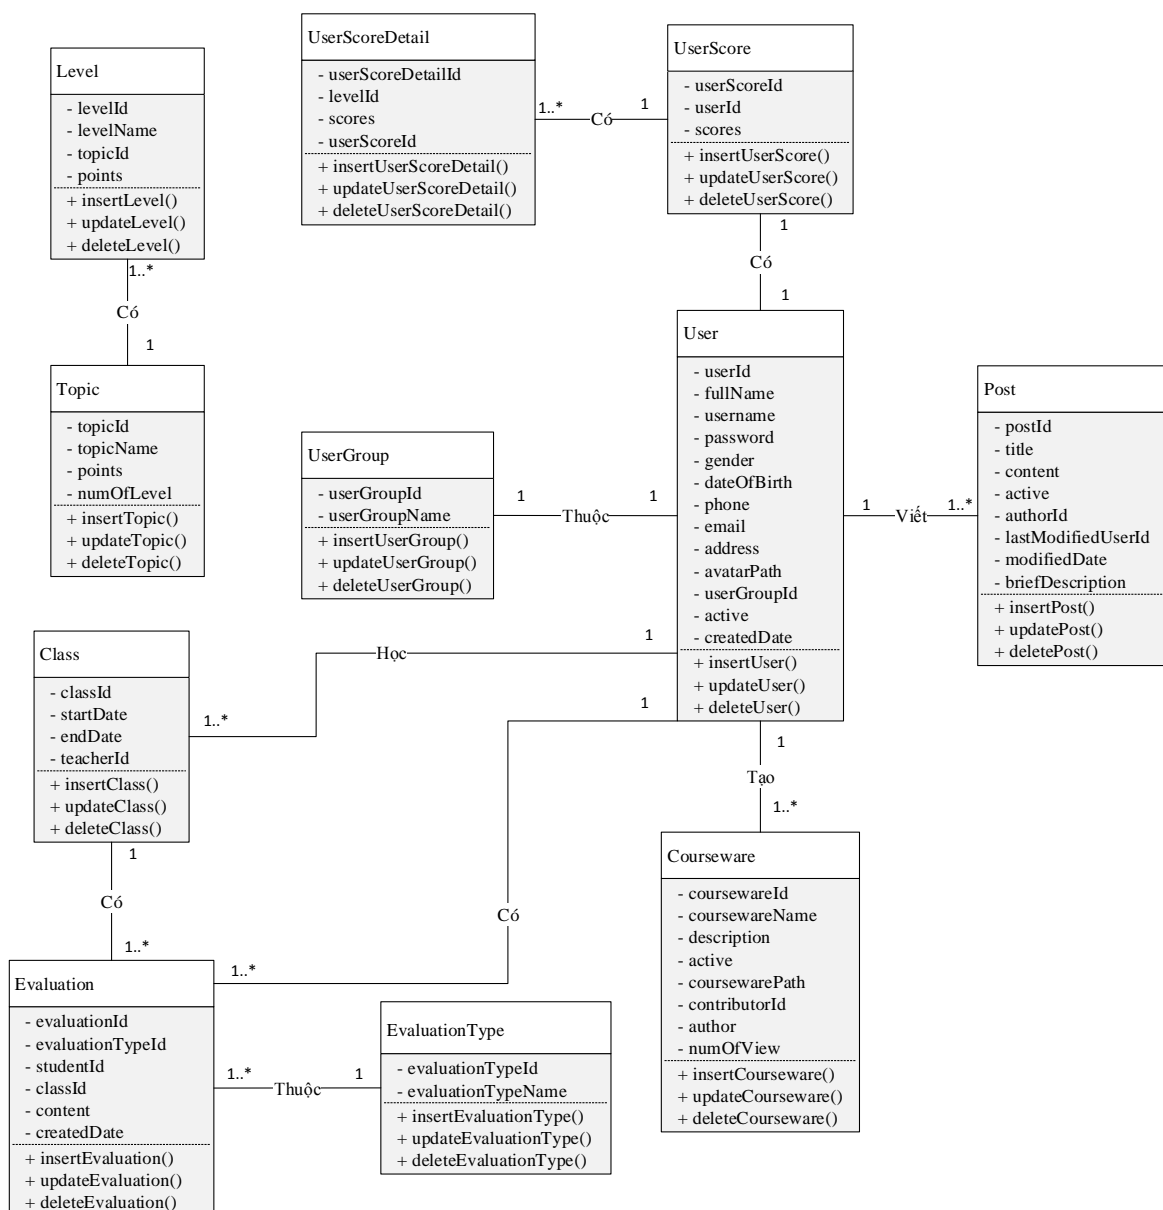 UserScoreDetail
- userScoreDetailId
- levelId
- scores
- userScoreId
+ insertUserScoreDetail()
+ updateUserScoreDetail()
+ deleteUserScoreDetail()
1..*
Có
1
UserScore
- userScoreId
- userId
- scores
+ insertUserScore()
+ updateUserScore()
+ deleteUserScore()
1
Có
1
Level
- levelId
- levelName
- topicId
- points
+ insertLevel()
+ updateLevel()
+ deleteLevel()
1..*
Có
1
Topic
- topicId
- topicName
- points
- numOfLevel
+ insertTopic()
+ updateTopic()
+ deleteTopic()
UserGroup
- userGroupId
- userGroupName
+ insertUserGroup()
+ updateUserGroup()
+ deleteUserGroup()
1
Thuộc
1
User
- userId
- fullName
- username
- password
- gender
- dateOfBirth
- phone
- email
- address
- avatarPath
- userGroupId
- active
- createdDate
+ insertUser()
+ updateUser()
+ deleteUser()
1
Viết
1..*
Post
- postId
- title
- content
- active
- authorId
- lastModifiedUserId
- modifiedDate
- briefDescription
+ insertPost()
+ updatePost()
+ deletePost()
Class
- classId
- startDate
- endDate
- teacherId
+ insertClass()
+ updateClass()
+ deleteClass()
1..*
Học
1
1
Có
1..*
1
Có
1..*
1
Tạo
1..*
Courseware
- coursewareId
- coursewareName
- description
- active
- coursewarePath
- contributorId
- author
- numOfView
+ insertCourseware()
+ updateCourseware()
+ deleteCourseware()
Evaluation
- evaluationId
- evaluationTypeId
- studentId
- classId
- content
- createdDate
+ insertEvaluation()
+ updateEvaluation()
+ deleteEvaluation()
1..*
Thuộc
1
EvaluationType
- evaluationTypeId
- evaluationTypeName
+ insertEvaluationType()
+ updateEvaluationType()
+ deleteEvaluationType()